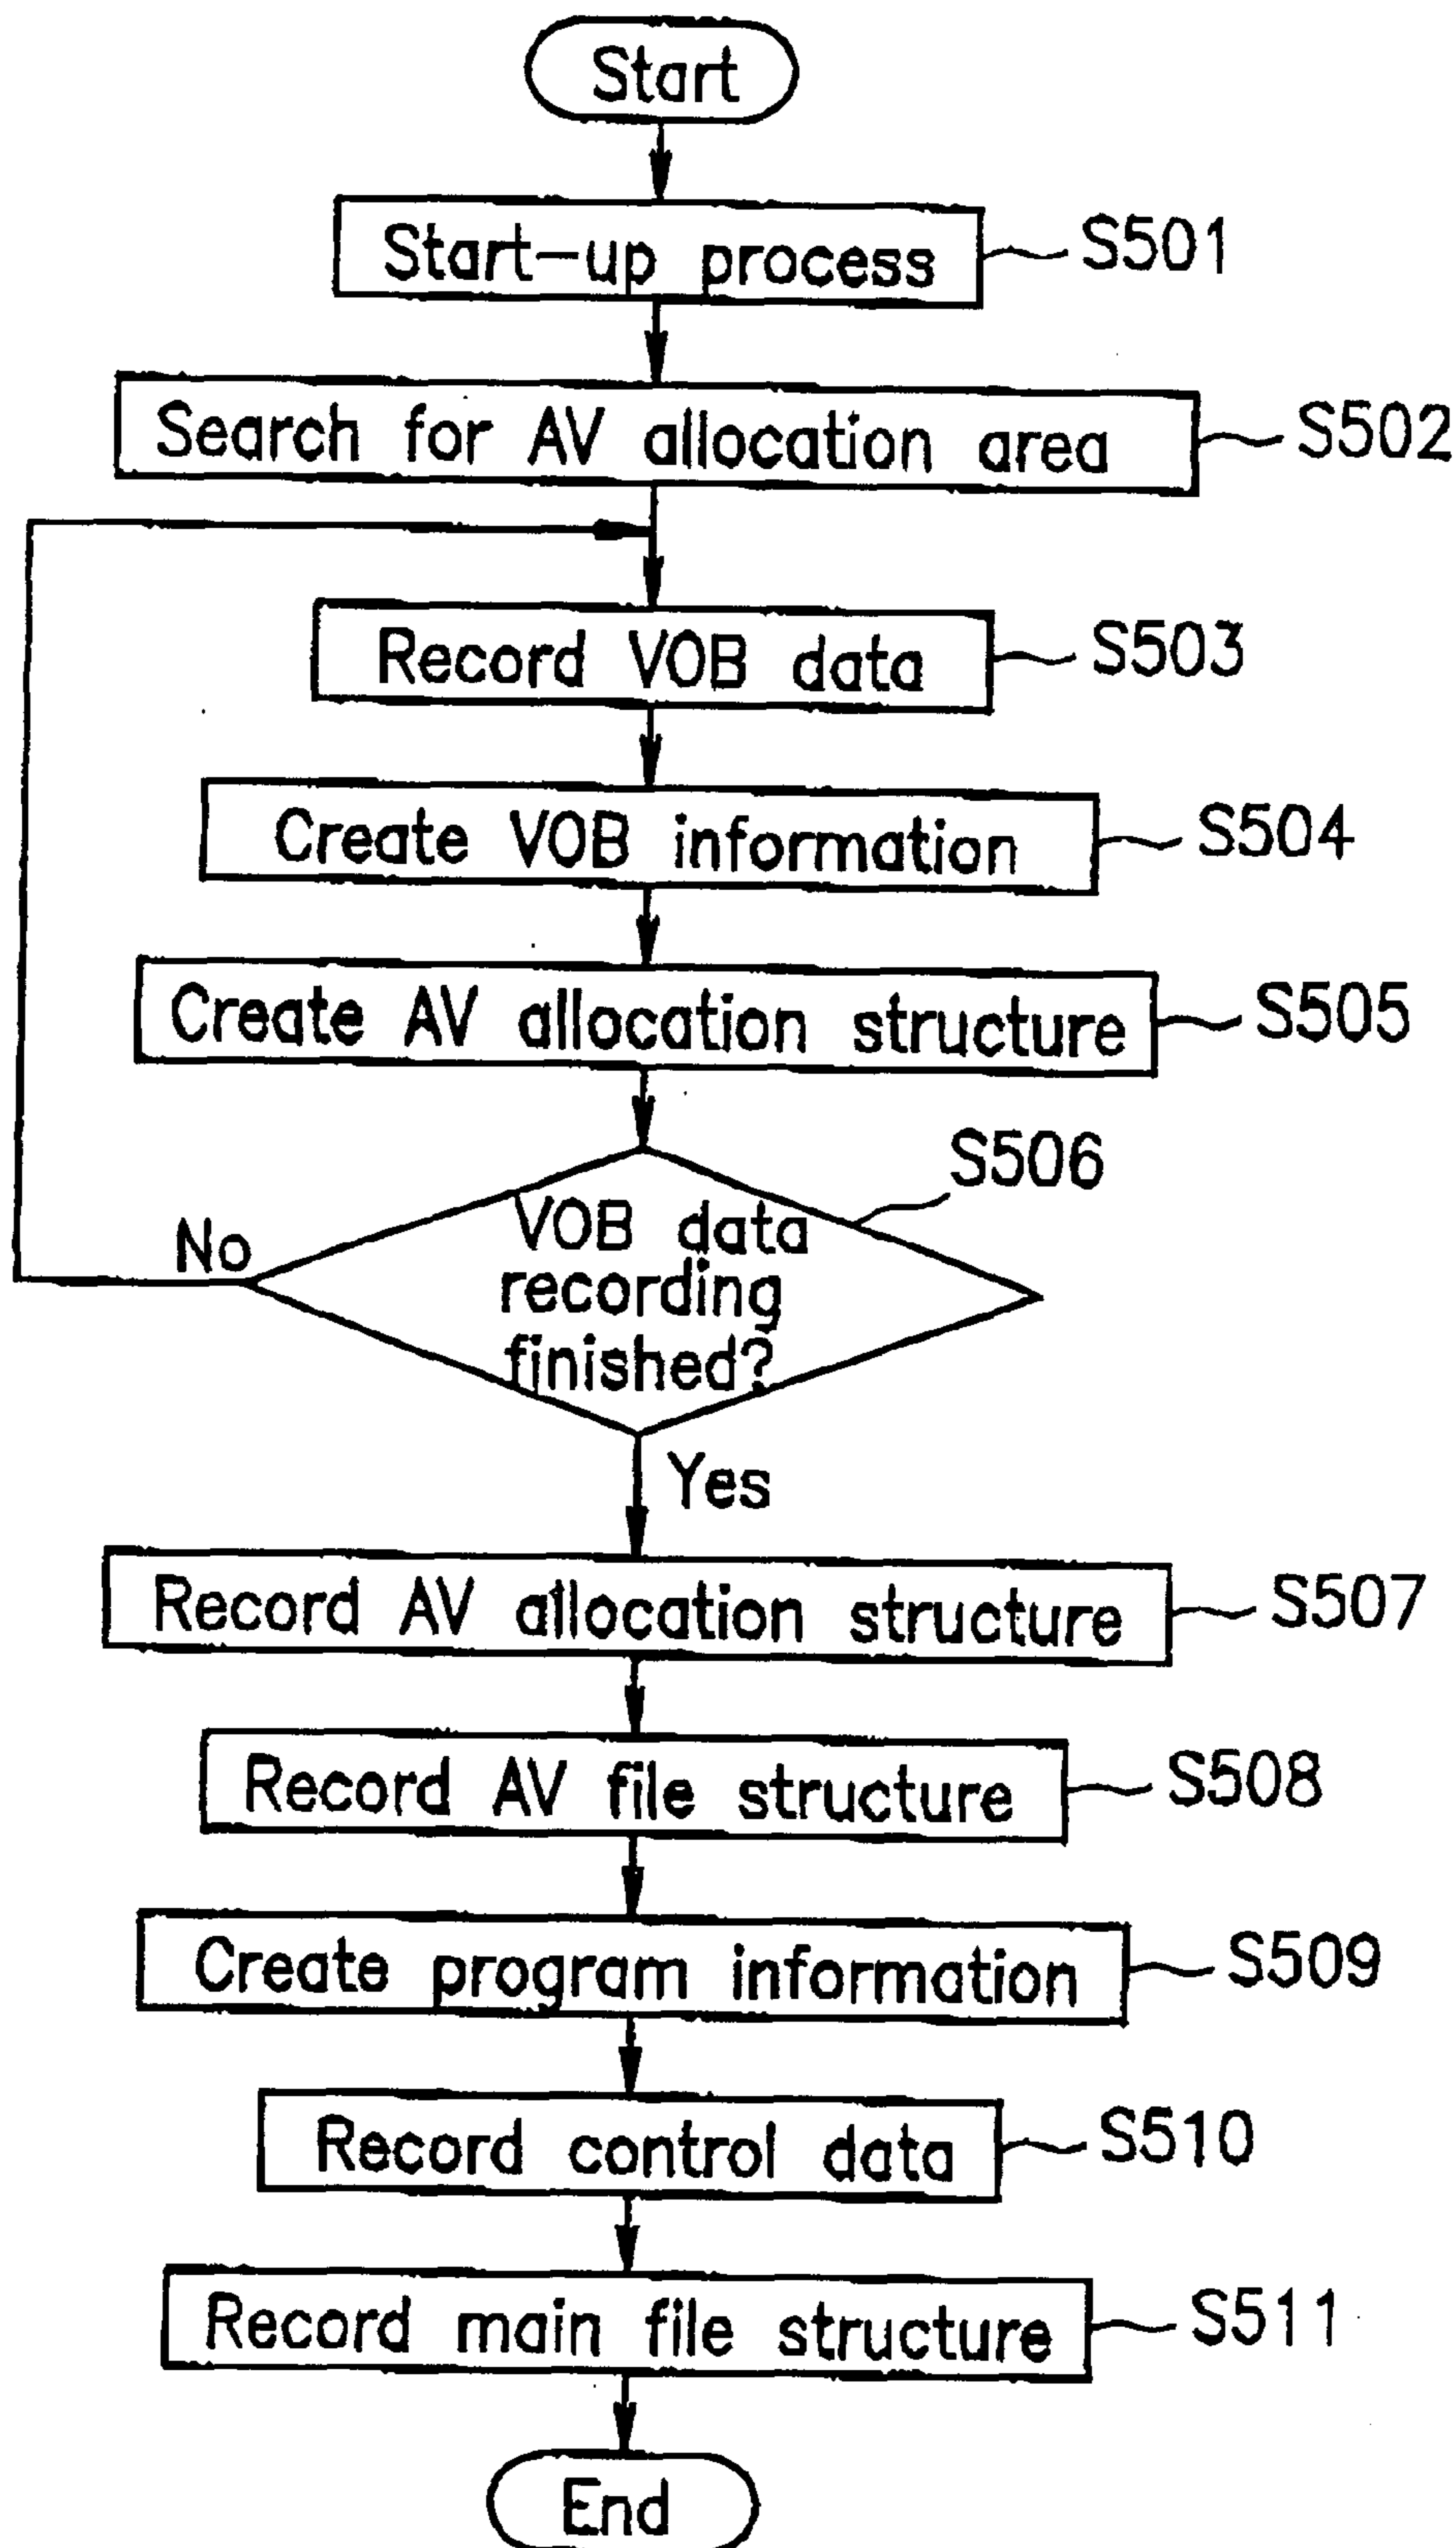 Start
Start-up process
S501
Search for AV allocation area
S502
Record VOB data
S503
Create VOB information
S504
Create AV allocation structure
S505
S506
VOB data
recording
finished?
No
Yes
Record AV allocation structure
S507
Record AV file structure
S508
Create program information
S509
Record control data
S510
Record main file structure
S511
End